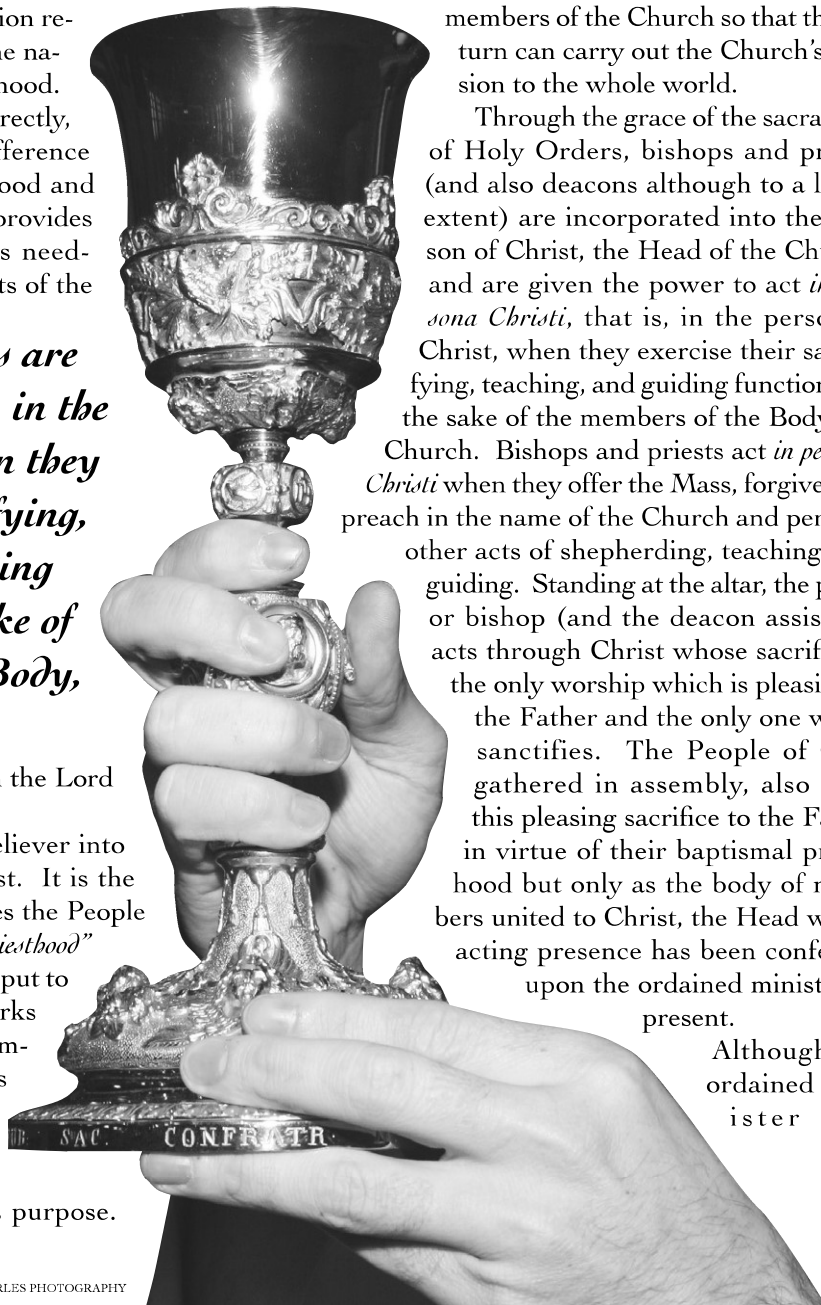 ion re-
ne na-
hood.
rectly,
fference
ood and
provides
s need-
ts of the
s are
in the
n they
fying,
ing
ke of
Body,
n the Lord
eliever into
st. It is the
es the People
iesthood”
put to
rks
m-
s
purpose.
RLES PHOTOGRAPHY
SAC. CONFRATR
members of the Church so that th
turn can carry out the Church’s
sion to the whole world.
Through the grace of the sacra
of Holy Orders, bishops and pr
(and also deacons although to a l
extent) are incorporated into the
son of Christ, the Head of the Chu
and are given the power to act in
sona Christi, that is, in the perso
Christ, when they exercise their sa
fying, teaching, and guiding function
the sake of the members of the Body
Church. Bishops and priests act in pe
Christi when they offer the Mass, forgive
preach in the name of the Church and per
other acts of shepherding, teaching
guiding. Standing at the altar, the p
or bishop (and the deacon assis
acts through Christ whose sacrif
the only worship which is pleasi
the Father and the only one w
sanctifies. The People of
gathered in assembly, also
this pleasing sacrifice to the Fa
in virtue of their baptismal pr
hood but only as the body of m
bers united to Christ, the Head w
acting presence has been confe
upon the ordained minist
present.
Although
ordained
ister